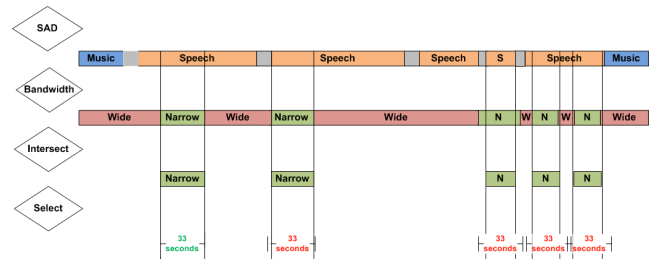 SAD
Music Speech Speech Speech S Speech Music
Bandwidth
Wide Narrow Wide Narrow Wide N W N W N Wide
Intersect
Narrow Narrow N N N
Select
33 33 33 33 33
seconds seconds seconds seconds seconds